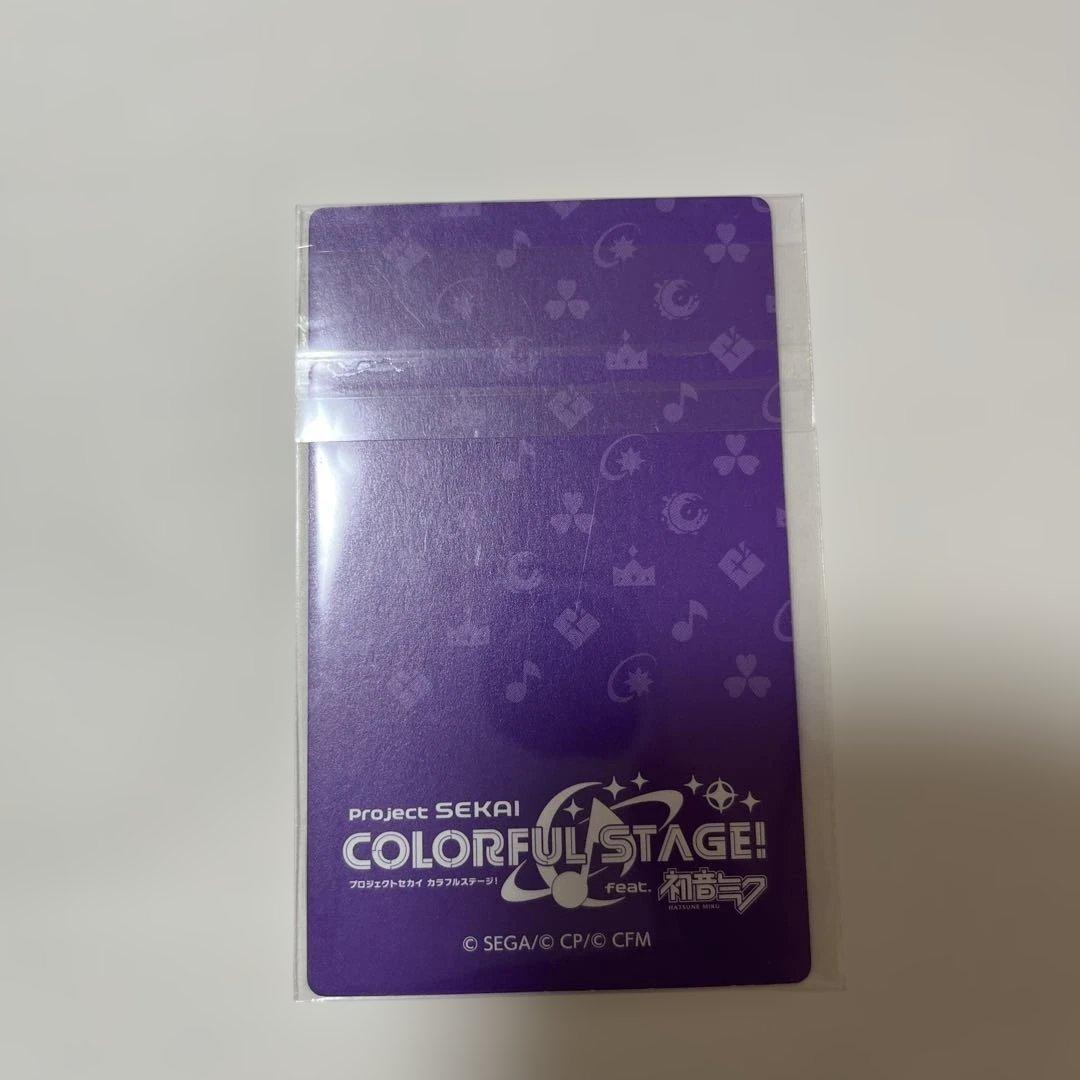 Project SEKAI
COLORFUL STAGE!
プロジェクトセカイ カラフルステージ!
feat. 初音ミク
HATSUNE MIKU
© SEGA/© CP/© CFM